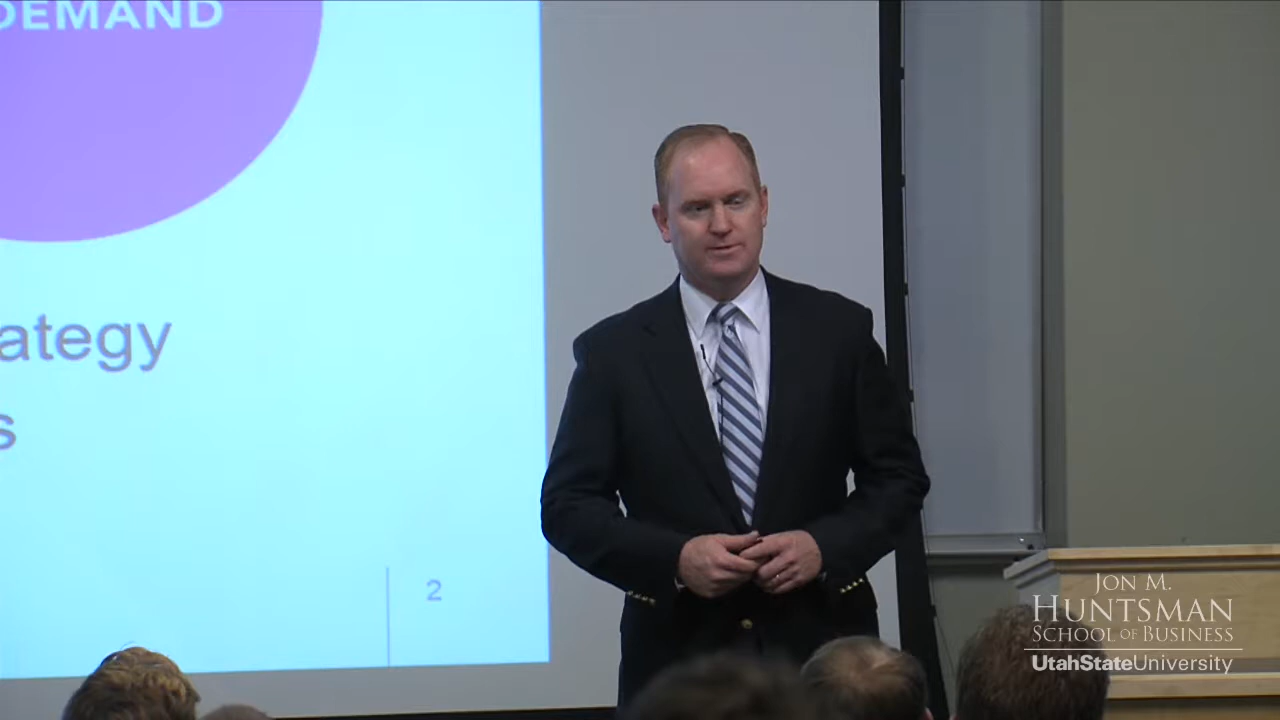 DEMAND
ategy
s
2
JON M.
HUNTSMAN
SCHOOL OF BUSINESS
UtahStateUniversity